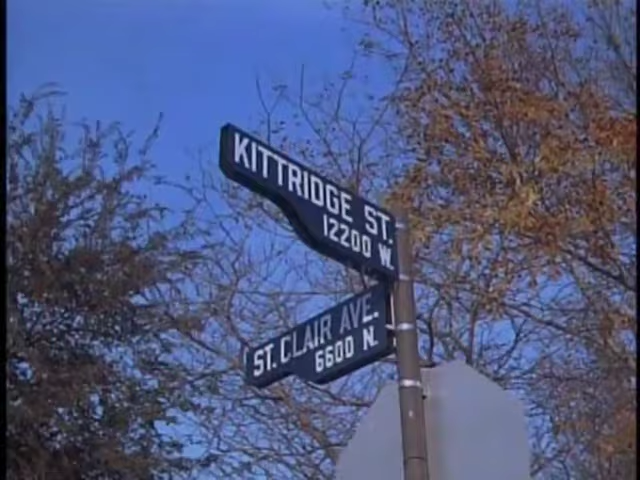 KITTRIDGE ST.
12200 W.
ST. CLAIR AVE.
6600 N.